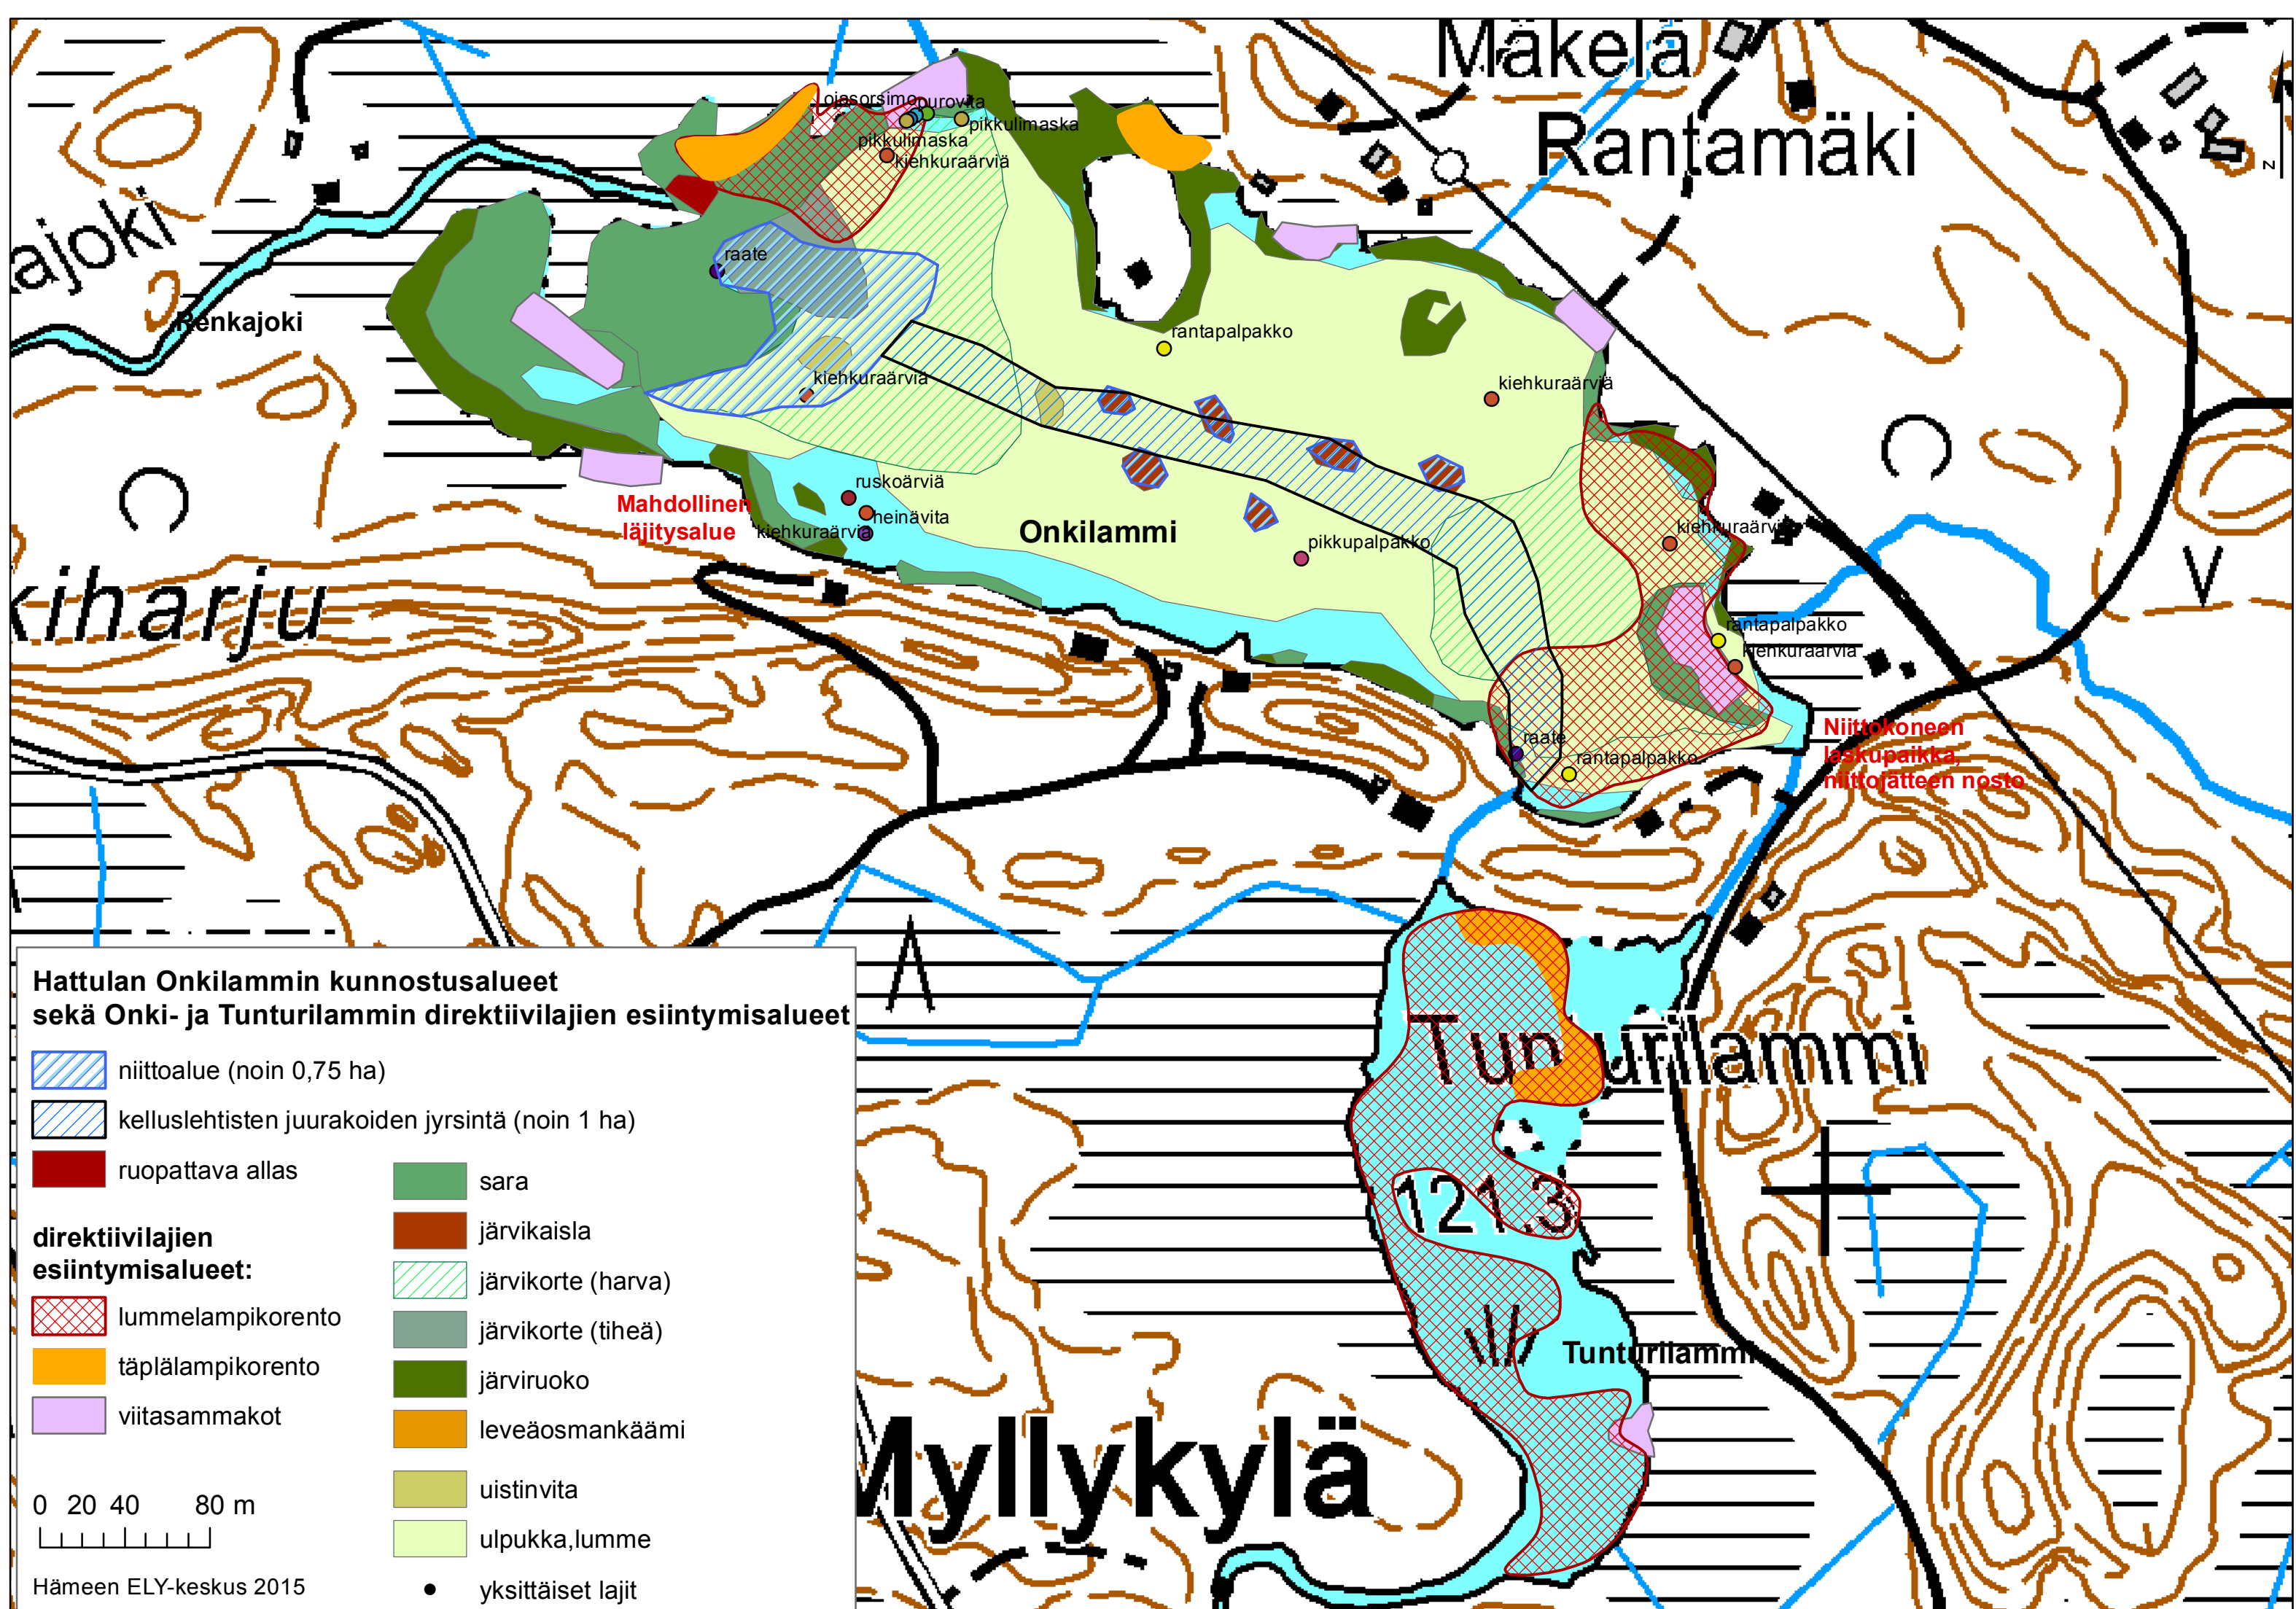 Mäkelä
Rantamäki
N
ojasorsimo
purovita
pikkulimaska
pikkulimaska
kiehkuraärviä
ajoki
raate
Renkajoki
rantapalpakko
kiehkuraärviä
kiehkuraärviä
ruskoärviä
Mahdollinen
läjitysalue
heinävita
kiehkuraärviä
Onkilammi
pikkupalpakko
kiehkuraärviä
kiharju
rantapalpakko
kiehkuraärviä
Niittokoneen
laskupaikka,
niittojätteen nosto
raate
rantapalpakko
Tunturilammi
121.3
Tunturilammi
Myllykylä
Hattulan Onkilammin kunnostusalueet
sekä Onki- ja Tunturilammin direktiivilajien esiintymisalueet
niittoalue (noin 0,75 ha)
kelluslehtisten juurakoiden jyrsintä (noin 1 ha)
ruopattava allas
direktiivilajien
esiintymisalueet:
lummelampikorento
täplälampikorento
viitasammakot
sara
järvikaisla
järvikorte (harva)
järvikorte (tiheä)
järviruoko
leveäosmankäämi
uistinvita
ulpukka,lumme
yksittäiset lajit
0 20 40 80 m
Hämeen ELY-keskus 2015